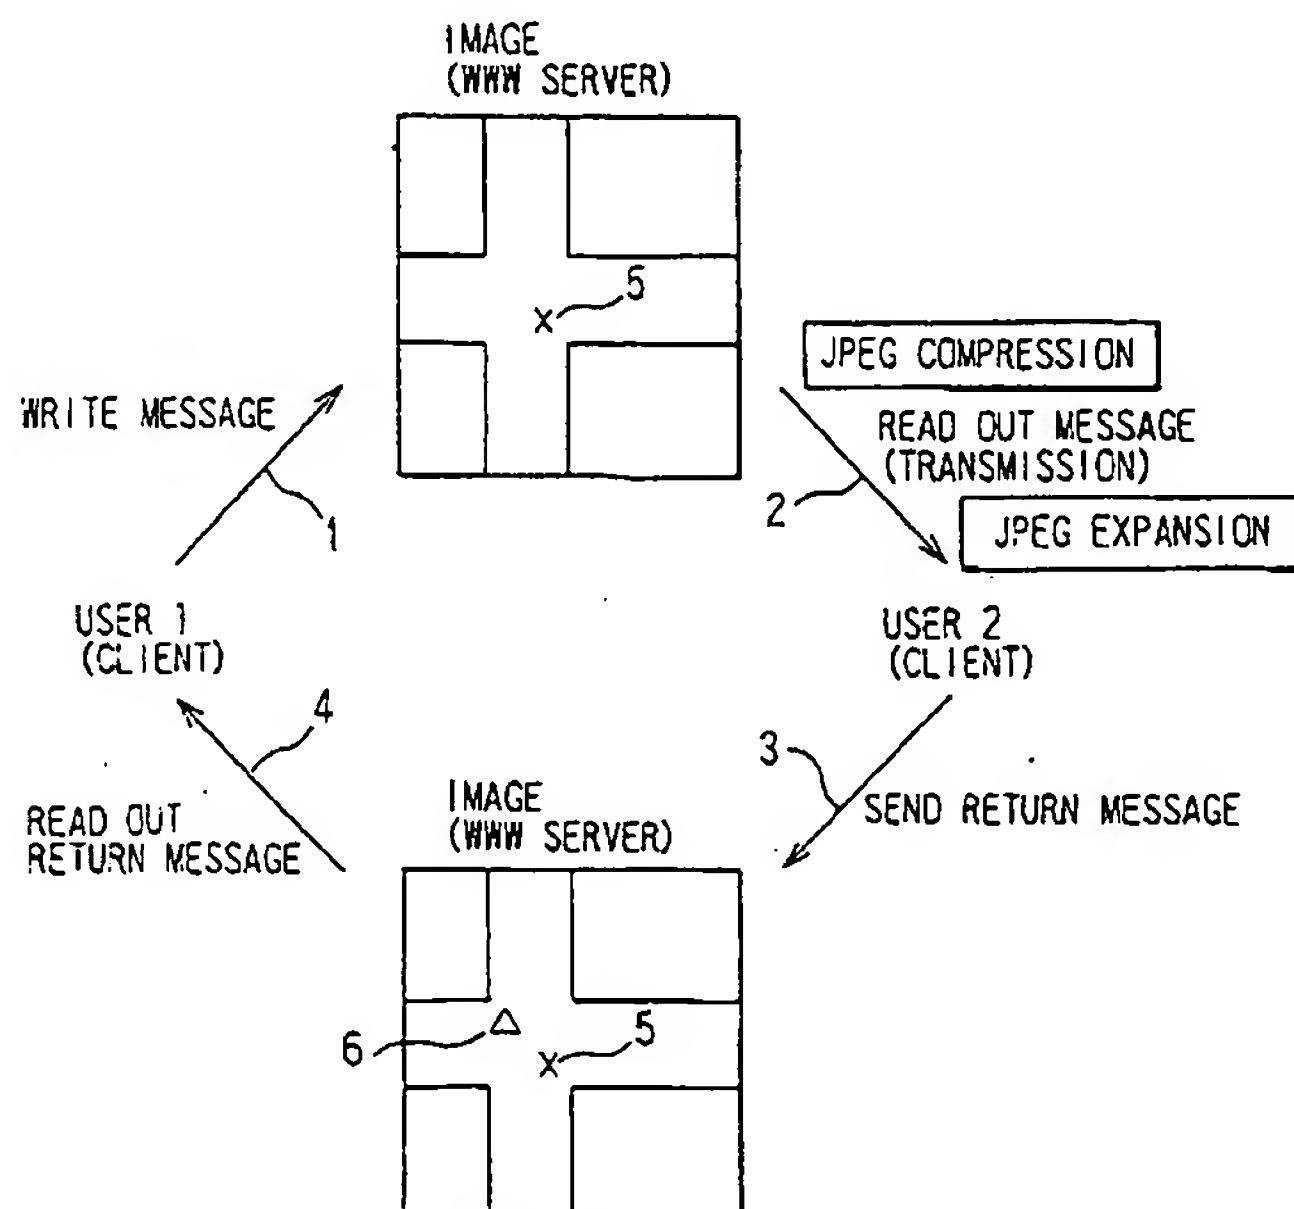 IMAGE
(WWW SERVER)
5
X
JPEG COMPRESSION
WRITE MESSAGE
READ OUT MESSAGE
(TRANSMISSION)
1
2
JPEG EXPANSION
USER 1
(CLIENT)
USER 2
(CLIENT)
4
3
READ OUT
RETURN MESSAGE
IMAGE
(WWW SERVER)
SEND RETURN MESSAGE
6
5
X